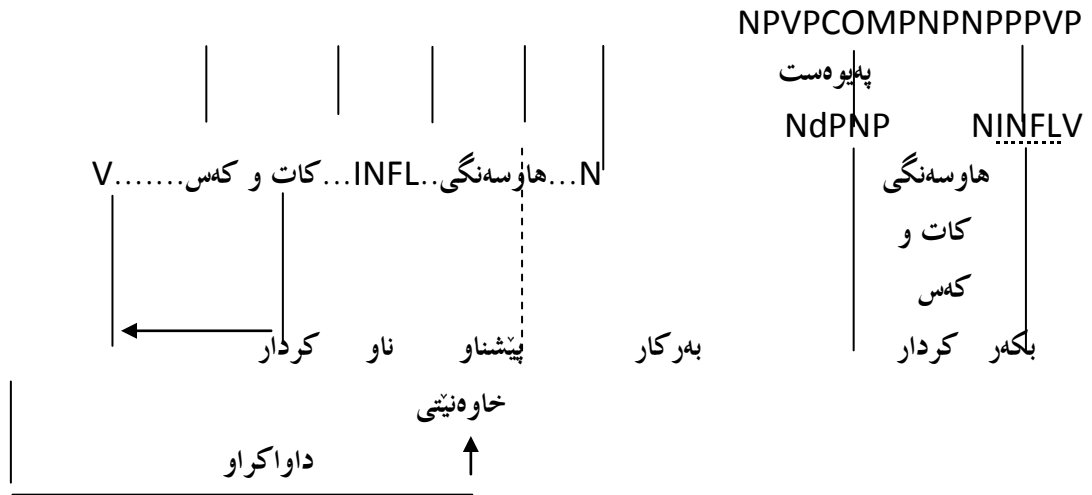 NPVPCOMPNPNPPPVP
پەیوەست
NdPNP NINFLV
V.......کات و کەس...INFL..هاوسەنگی...N
هاوسەنگی
کات و
کەس
بکەر کردار بەرکار پێشناو ناو کردار
خاوەنێتی
داواکراو